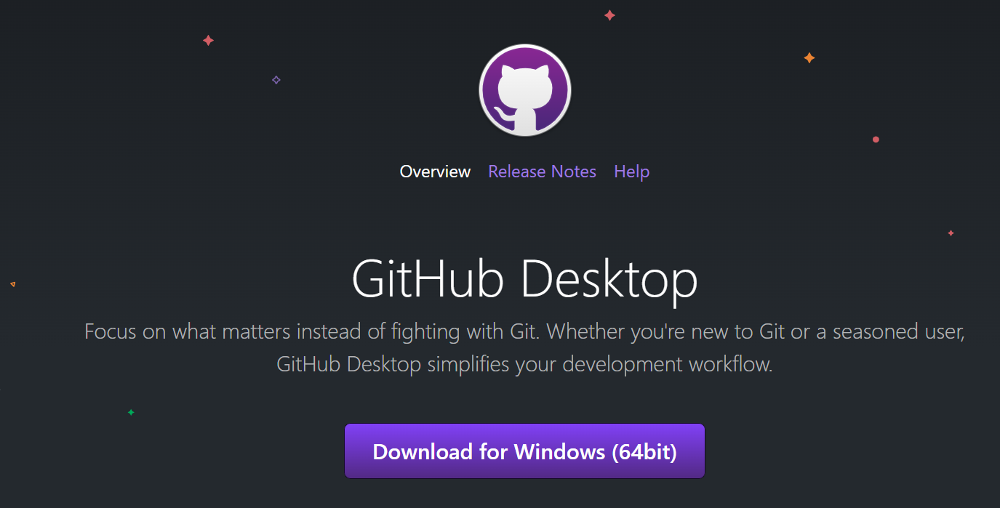 Overview Release Notes Help
GitHub Desktop
Focus on what matters instead of fighting with Git. Whether you're new to Git or a seasoned user,
GitHub Desktop simplifies your development workflow.
Download for Windows (64bit)